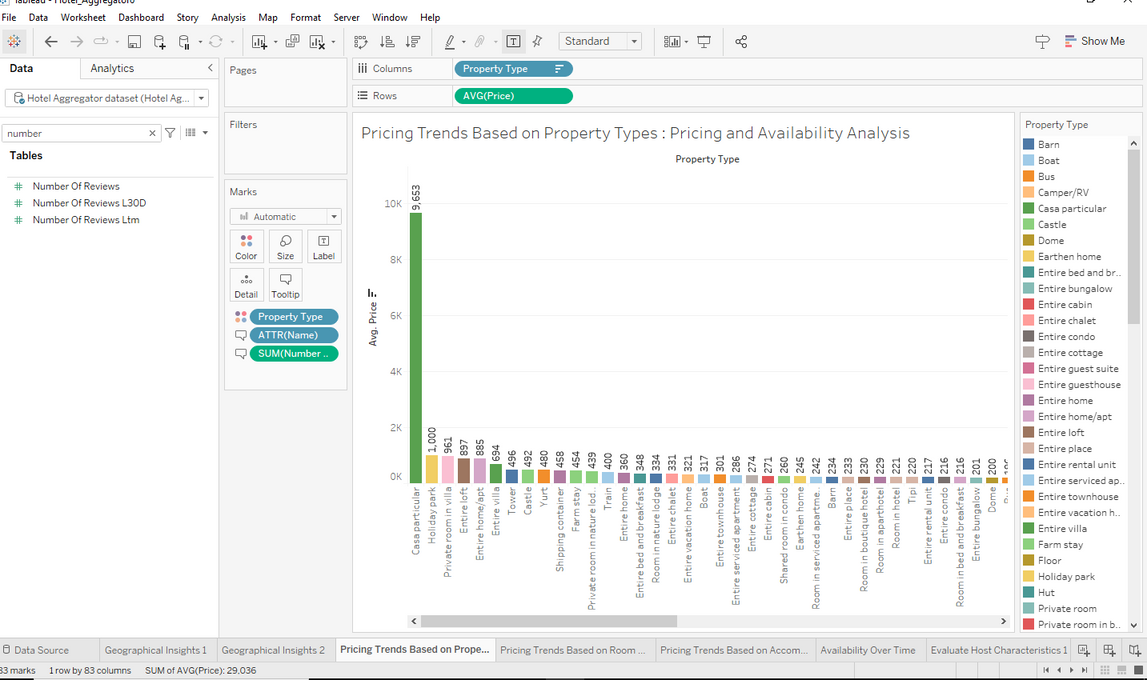 Tableau - Hotel_Aggregator
File Data Worksheet Dashboard Story Analysis Map Format Server Window Help
Standard
Show Me
Data Analytics
Hotel Aggregator dataset (Hotel Ag...
number
Tables
Number Of Reviews
Number Of Reviews L30D
Number Of Reviews Ltm
Pages
Filters
Marks
Automatic
Color Size Label
Detail Tooltip
Property Type
ATTR(Name)
SUM(Number ..
Columns Property Type
Rows AVG(Price)
Pricing Trends Based on Property Types : Pricing and Availability Analysis
Property Type
Avg. Price
10K
8K
6K
4K
2K
0K
9,653
1,000
961
897
885
694
496
492
480
458
454
439
400
360
348
334
331
321
317
301
286
274
271
260
245
242
234
233
230
229
221
220
217
216
216
201
200
Casa particular
Holiday park
Private room in villa
Entire loft
Entire home/apt
Entire villa
Tower
Castle
Yurt
Shipping container
Farm stay
Private room in nature lod..
Train
Entire home
Entire bed and breakfast
Room in nature lodge
Entire chalet
Entire vacation home
Boat
Entire townhouse
Entire serviced apartment
Entire cottage
Entire cabin
Shared room in condo
Earthen home
Room in serviced apartme..
Barn
Entire place
Room in boutique hotel
Room in aparthotel
Room in hotel
Tipi
Entire rental unit
Entire condo
Room in bed and breakfast
Entire bungalow
Dome
Property Type
Barn
Boat
Bus
Camper/RV
Casa particular
Castle
Dome
Earthen home
Entire bed and br..
Entire bungalow
Entire cabin
Entire chalet
Entire condo
Entire cottage
Entire guest suite
Entire guesthouse
Entire home
Entire home/apt
Entire loft
Entire place
Entire rental unit
Entire serviced ap..
Entire townhouse
Entire vacation h..
Entire villa
Farm stay
Floor
Holiday park
Hut
Private room
Private room in b..
Data Source Geographical Insights 1 Geographical Insights 2 Pricing Trends Based on Prope... Pricing Trends Based on Room ... Pricing Trends Based on Accom... Availability Over Time Evaluate Host Characteristics 1
83 marks 1 row by 83 columns SUM of AVG(Price): 29,036